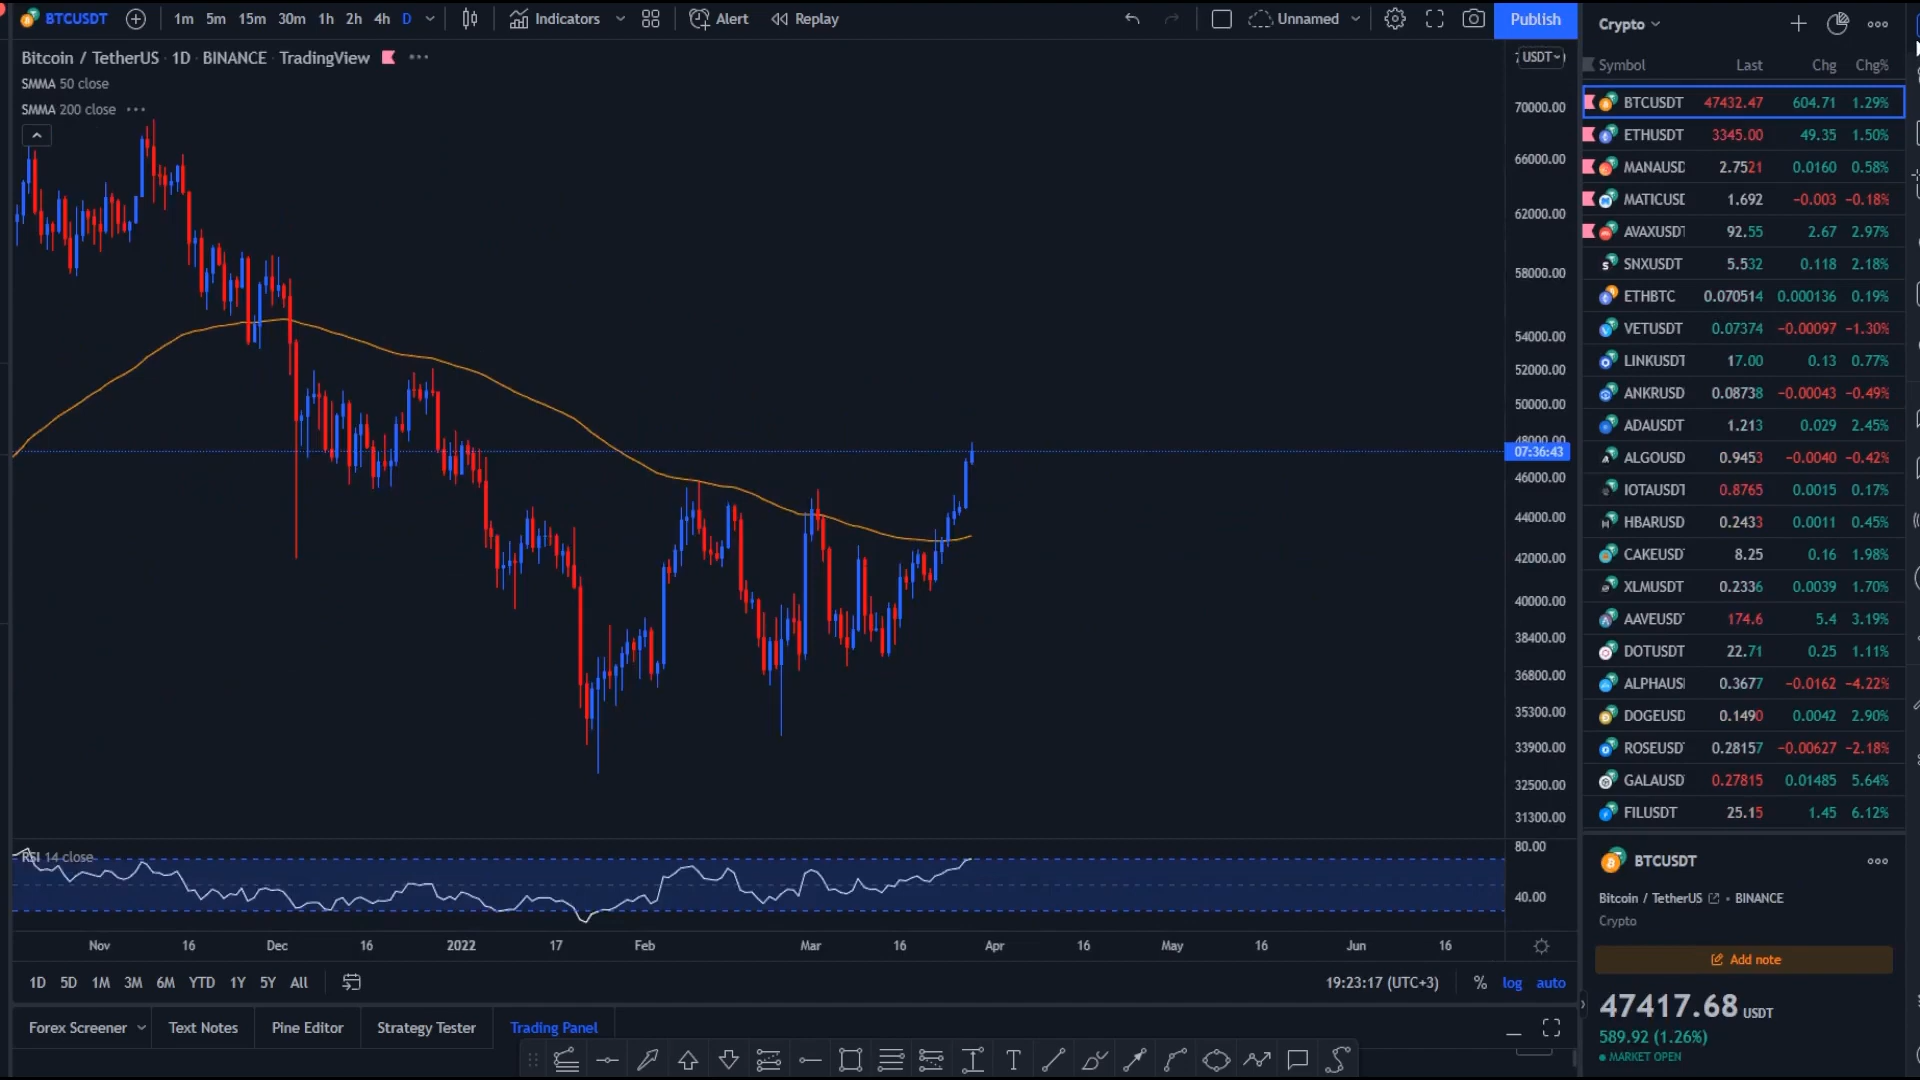 BTCUSDT 1m 5m 15m 30m 1h 2h 4h D Indicators Alert Replay Unnamed Publish
Bitcoin / TetherUS · 1D · BINANCE · TradingView
SMMA 50 close
SMMA 200 close
USDT
70000.00
66000.00
62000.00
58000.00
54000.00
52000.00
50000.00
48000.00
07:36:43
46000.00
44000.00
42000.00
40000.00
38400.00
36800.00
35300.00
33900.00
32500.00
31300.00
RSI 14 close
80.00
40.00
Nov 16 Dec 16 2022 17 Feb Mar 16 Apr 16 May 16 Jun 16
1D 5D 1M 3M 6M YTD 1Y 5Y All 19:23:17 (UTC+3) % log auto
Forex Screener Text Notes Pine Editor Strategy Tester Trading Panel
Crypto
Symbol Last Chg Chg%
BTCUSDT 47432.47 604.71 1.29%
ETHUSDT 3345.00 49.35 1.50%
MANAUSD 2.7521 0.0160 0.58%
MATICUSD 1.692 −0.003 −0.18%
AVAXUSDT 92.55 2.67 2.97%
SNXUSDT 5.532 0.118 2.18%
ETHBTC 0.070514 0.000136 0.19%
VETUSDT 0.07374 −0.00097 −1.30%
LINKUSDT 17.00 0.13 0.77%
ANKRUSD 0.08738 −0.00043 −0.49%
ADAUSDT 1.213 0.029 2.45%
ALGOUSD 0.9453 −0.0040 −0.42%
IOTAUSDT 0.8765 0.0015 0.17%
HBARUSD 0.2433 0.0011 0.45%
CAKEUSD 8.25 0.16 1.98%
XLMUSDT 0.2336 0.0039 1.70%
AAVEUSD 174.6 5.4 3.19%
DOTUSDT 22.71 0.25 1.11%
ALPHAUS 0.3677 −0.0162 −4.22%
DOGEUSD 0.1490 0.0042 2.90%
ROSEUSD 0.28157 −0.00627 −2.18%
GALAUSD 0.27815 0.01485 5.64%
FILUSDT 25.15 1.45 6.12%
BTCUSDT
Bitcoin / TetherUS • BINANCE
Crypto
Add note
47417.68 USDT
589.92 (1.26%)
MARKET OPEN